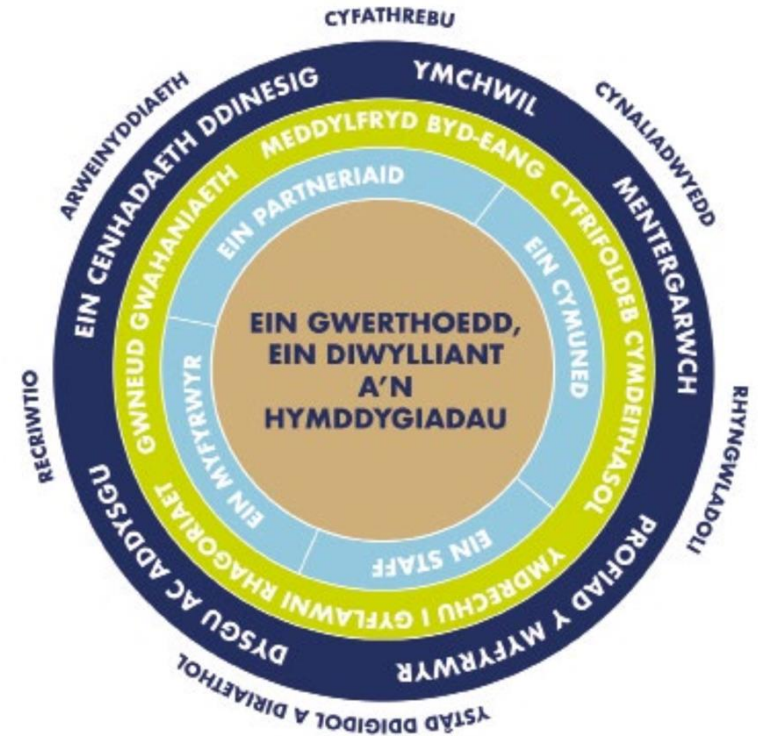 CYFATHREBU
CYNALIADWYEDD
RHYNGWLADOLI
YSTÂD DDIGIDOL A DIRIAETHOL
RECRIWTIO
ARWEINYDDIAETH
EIN CENHADAETH DDINESIG
YMCHWIL
MENTERGARWCH
PROFIAD Y MYFYRWYR
DYSGU AC ADDYSGU
MEDDYLFRYD BYD-EANG
CYFRIFOLDEB CYMDEITHASOL
YMDRECHU I GYFLAWNI RHAGORIAET
GWNEUD GWAHANIAETH
EIN PARTNERIAID
EIN CYMUNED
EIN STAFF
EIN MYFYRWYR
EIN GWERTHOEDD,
EIN DIWYLLIANT
A'N
HYMDDYGIADAU